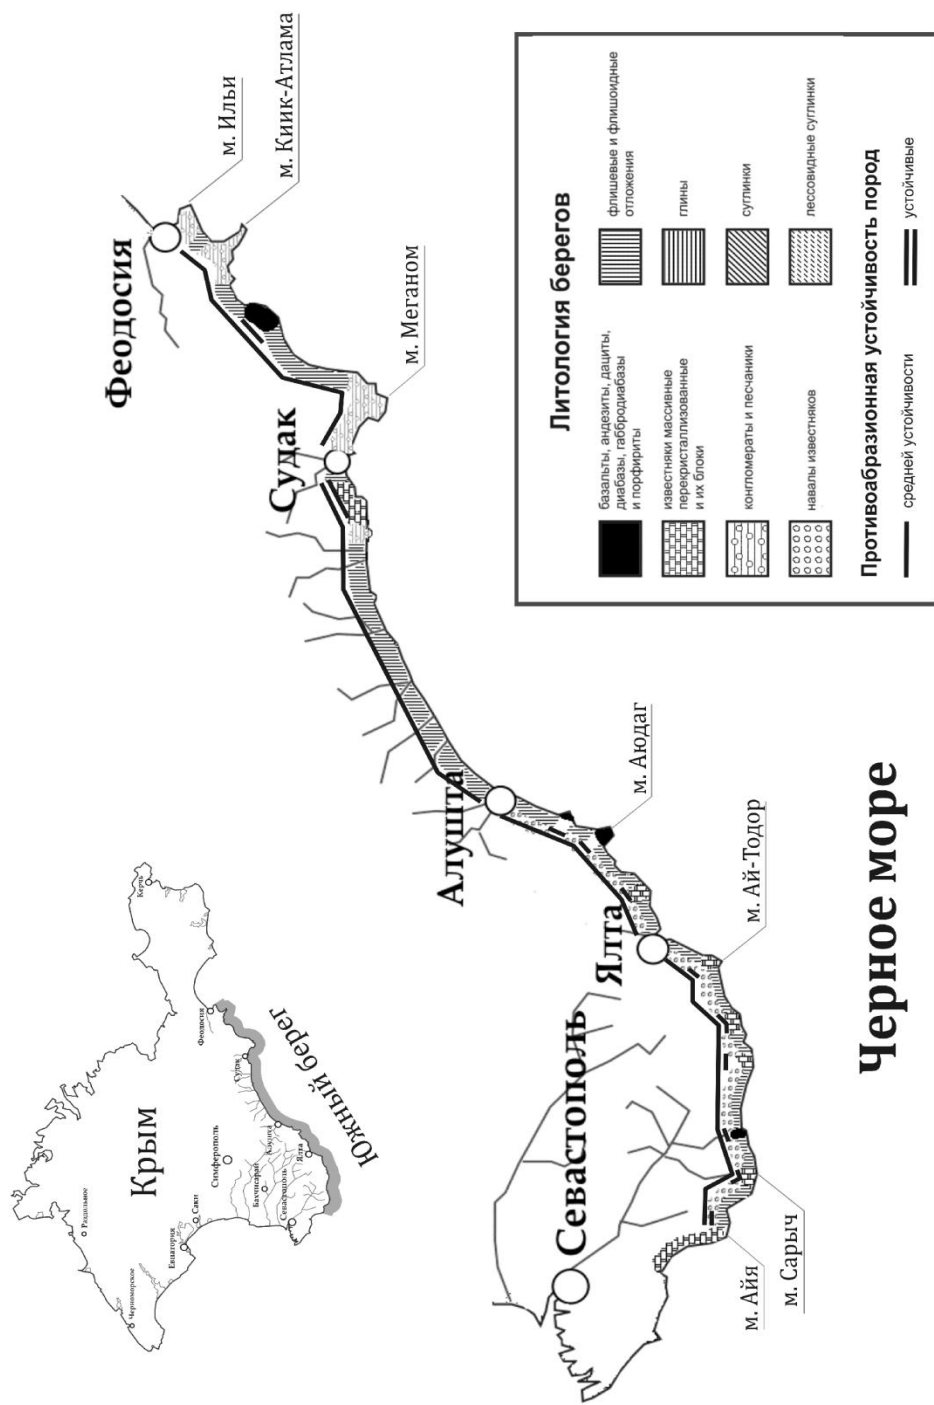 Крым
Раздольное
Черноморское
Евпатория
Саки
Симферополь
Бахчисарай
Севастополь
Ялта
Алушта
Судак
Феодосия
Керчь
Южный берег
Феодосия
м. Ильи
м. Киик-Атлама
Судак
м. Меганом
Алушта
м. Аюдаг
Ялта
м. Ай-Тодор
Севастополь
м. Айя
м. Сарыч
Черное море
Литология берегов
базальты, андезиты, дациты,
диабазы, габбродиабазы
и порфириты
известняки массивные
перекристаллизованные
и их блоки
конгломераты и песчаники
навалы известняков
флишевые и флишоидные
отложения
глины
суглинки
лессовидные суглинки
Противоабразионная устойчивость пород
средней устойчивости
устойчивые